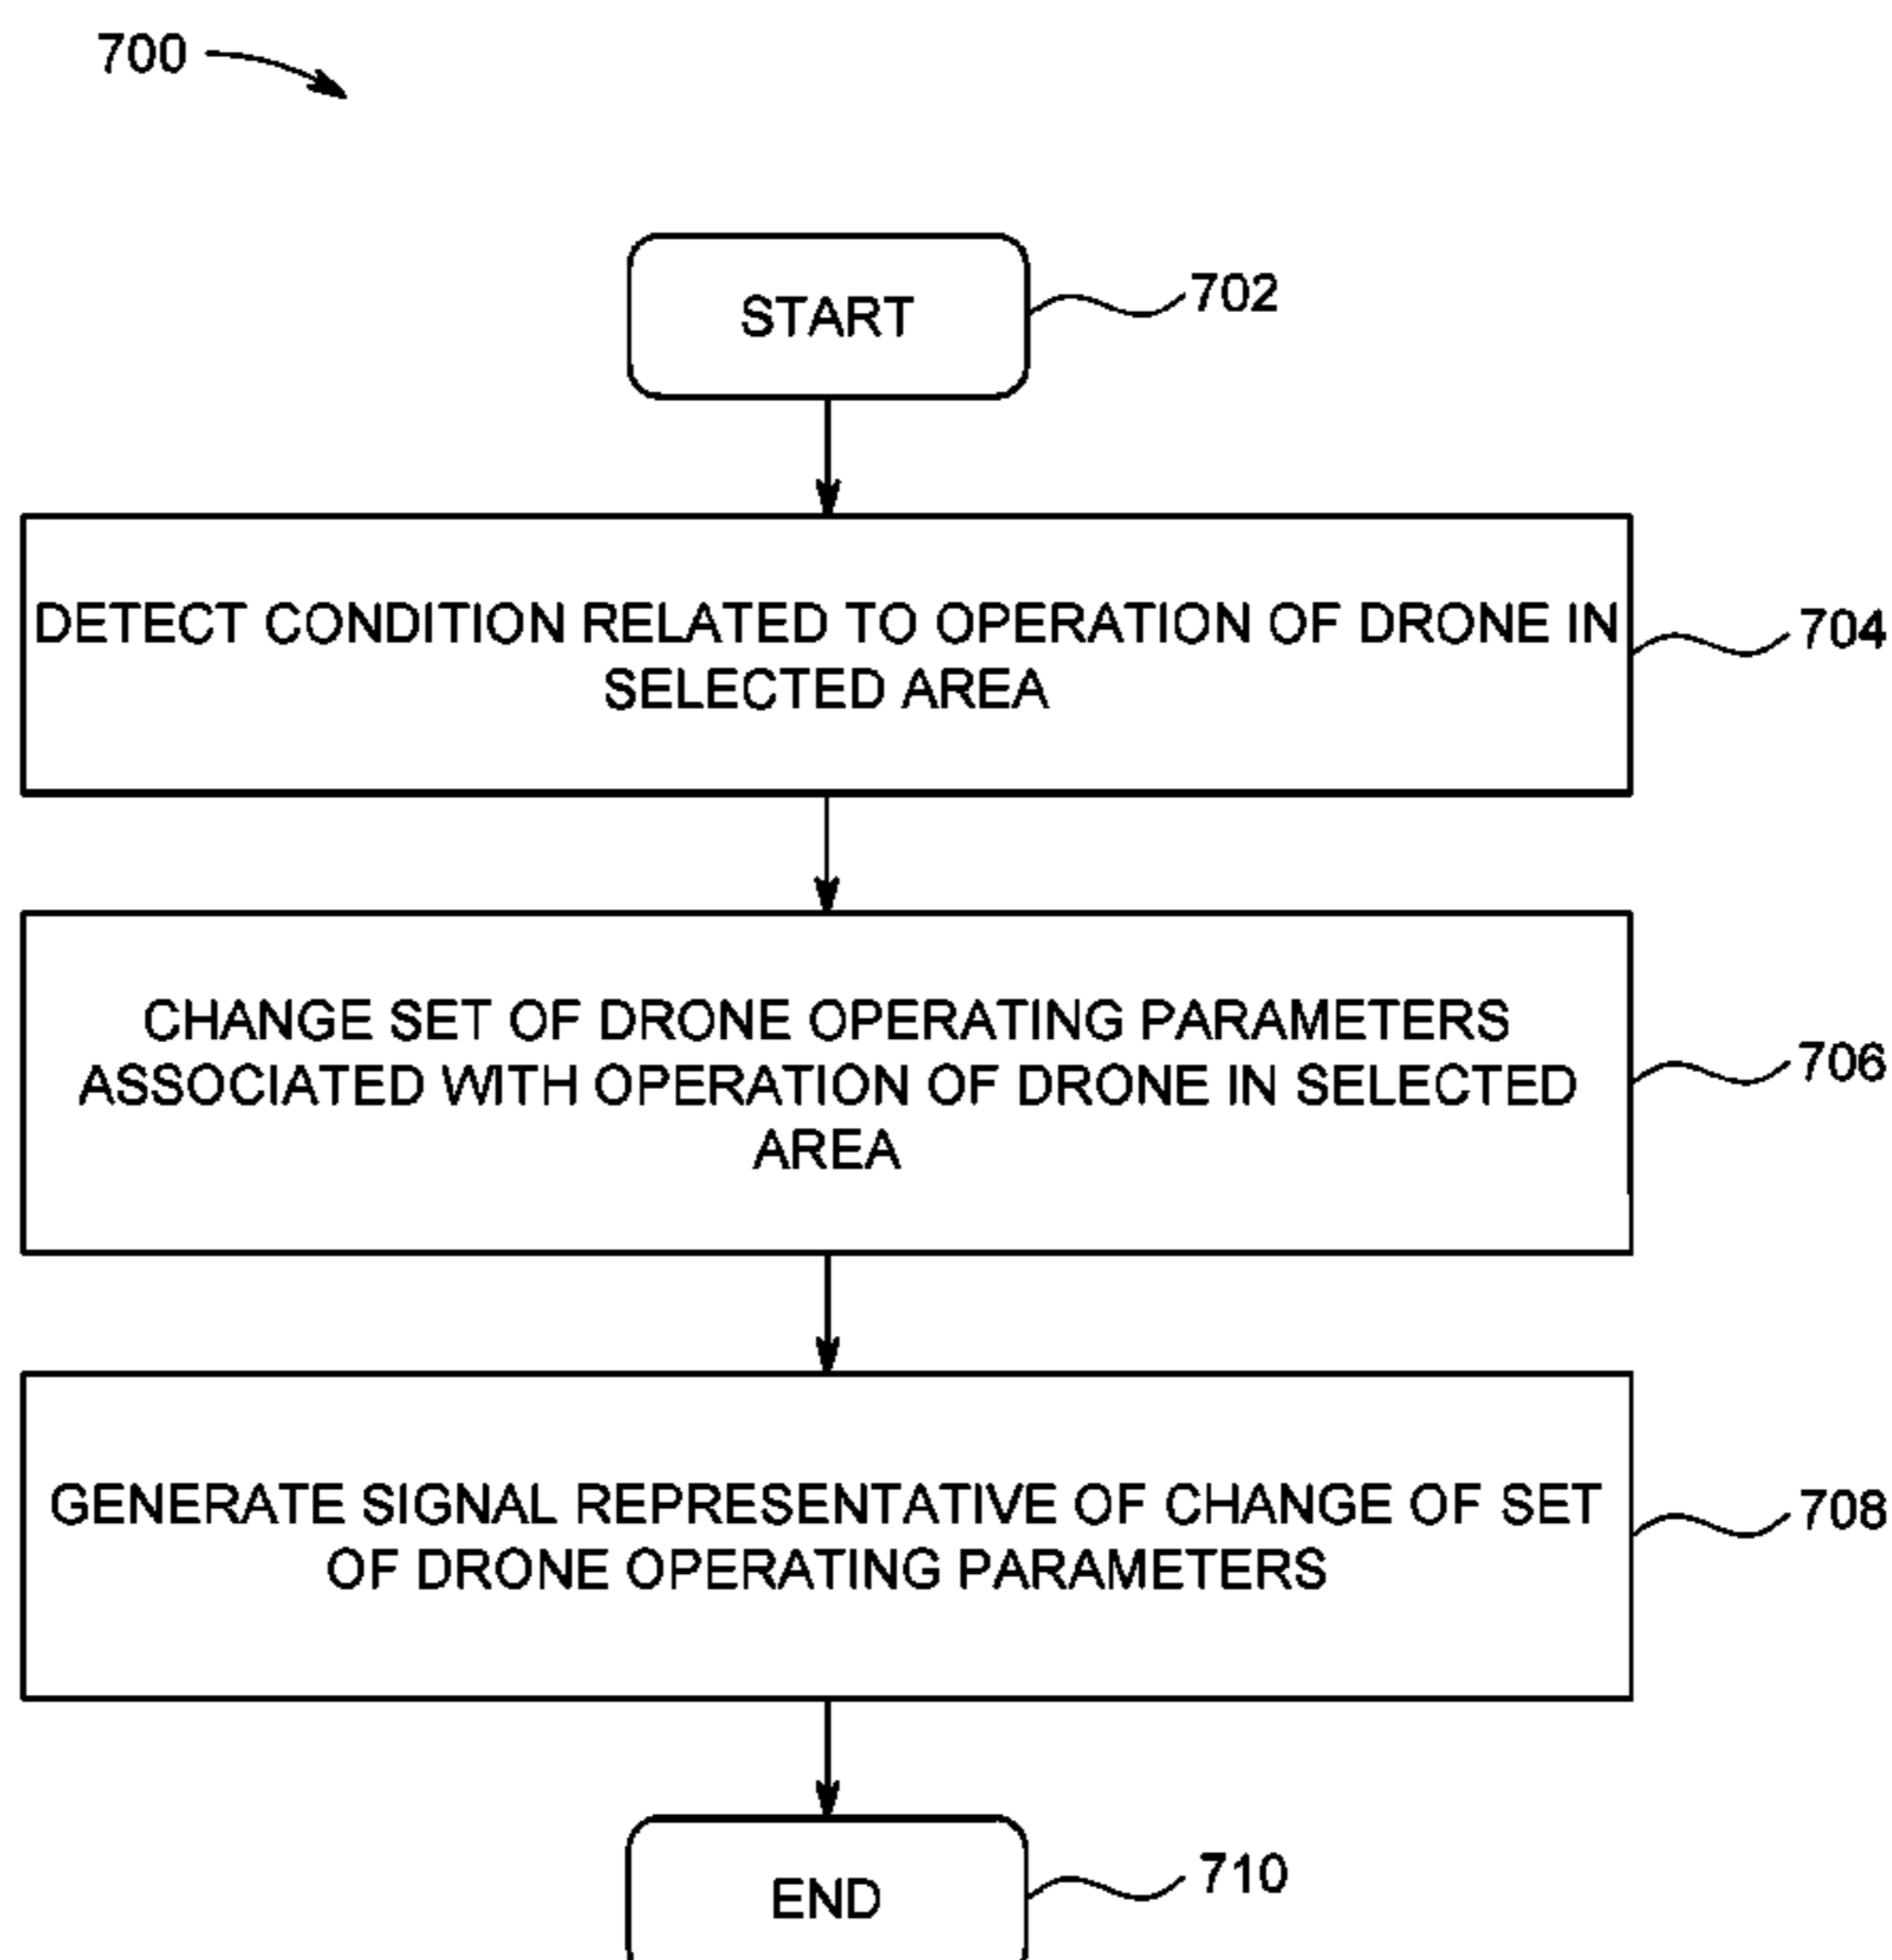 700
START
702
DETECT CONDITION RELATED TO OPERATION OF DRONE IN
SELECTED AREA
704
CHANGE SET OF DRONE OPERATING PARAMETERS
ASSOCIATED WITH OPERATION OF DRONE IN SELECTED
AREA
706
GENERATE SIGNAL REPRESENTATIVE OF CHANGE OF SET
OF DRONE OPERATING PARAMETERS
708
END
710